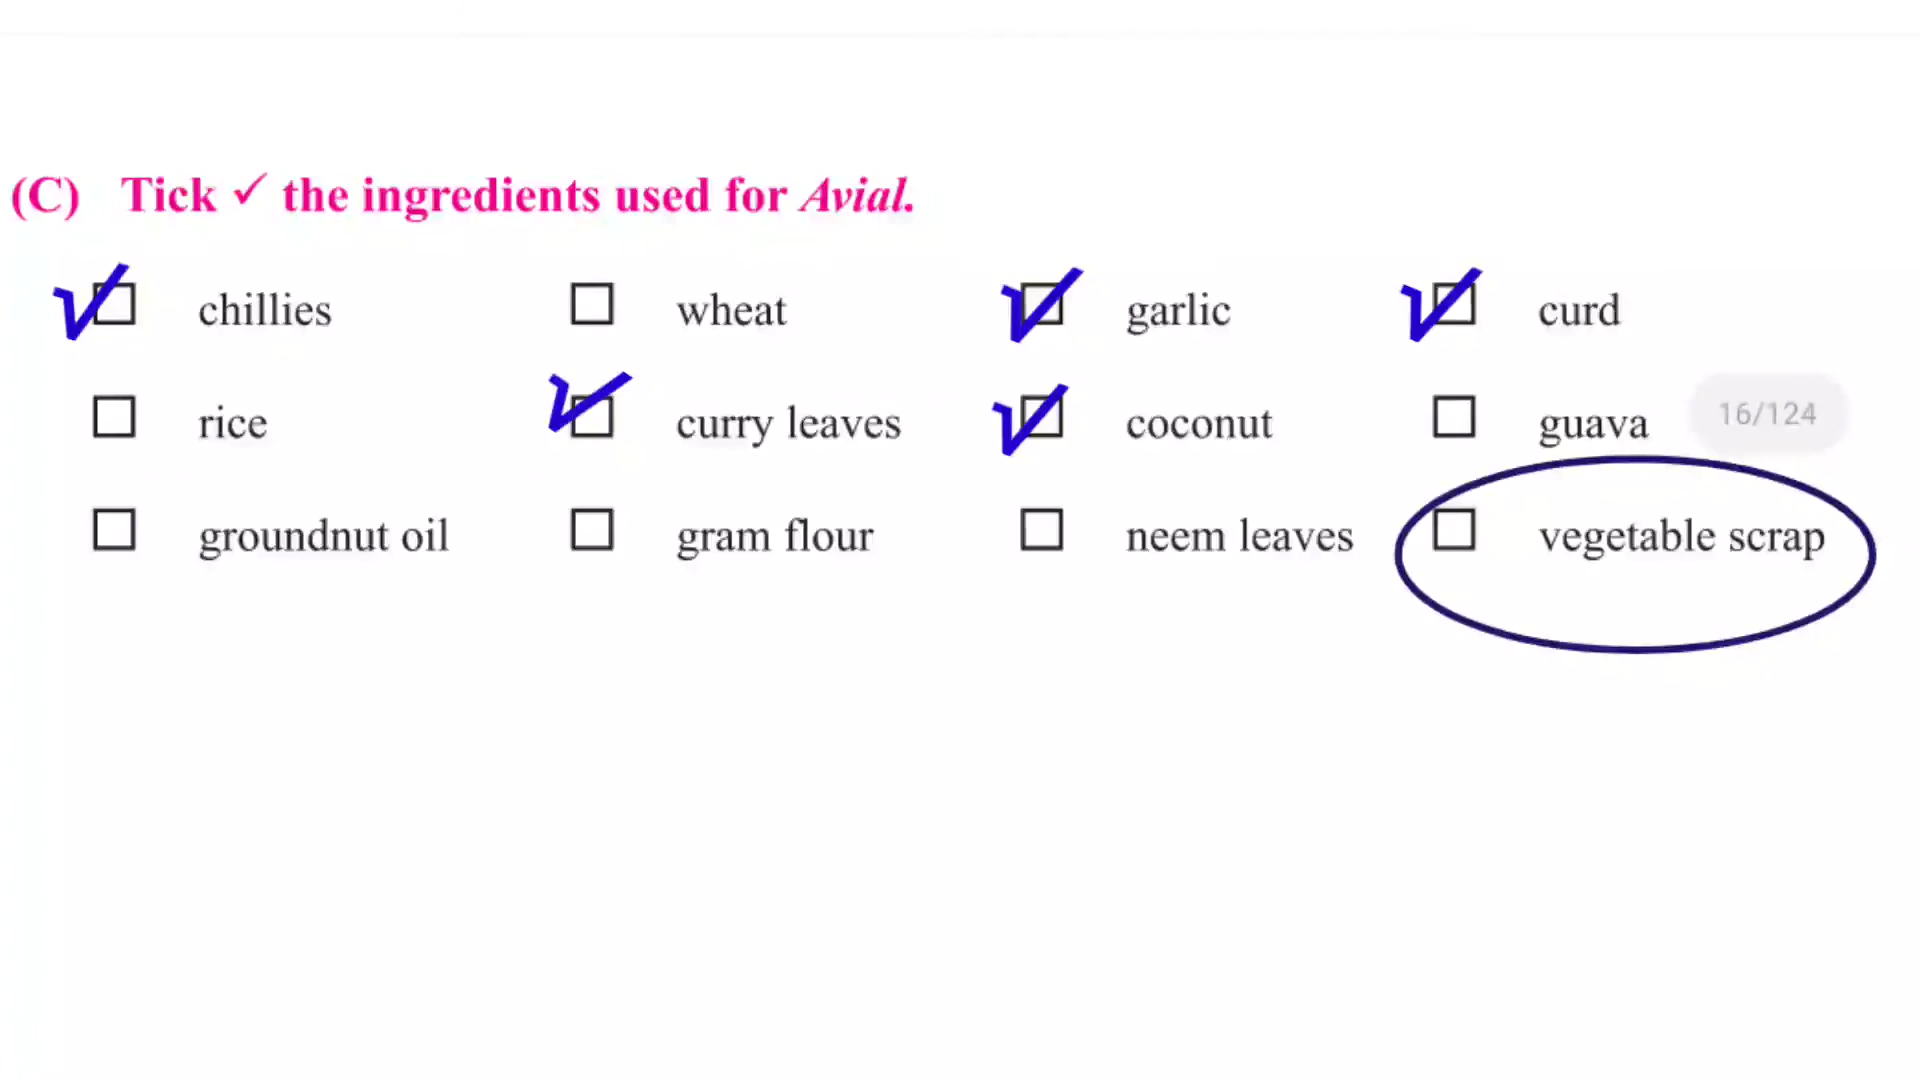 (C) Tick ✓ the ingredients used for Avial.
chillies wheat garlic curd
rice curry leaves coconut guava 16/124
groundnut oil gram flour neem leaves vegetable scrap